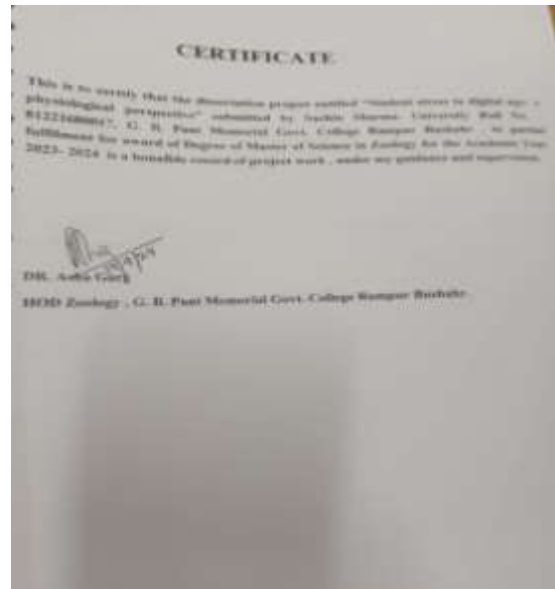 CERTIFICATE
This is to certify that the dissertation project entitled "Student stress in digital age: a
physiological perspective" submitted by Sachin Sharma University Roll No.
G. B. Pant Memorial Govt. College Rampur Bushahr in partial
fulfillment for award of Degree of Master of Science in Zoology for the Academic Year
2023- 2024 is a bonafide record of project work , under my guidance and supervision.
DR. Asha Garg
HOD Zoology , G. B. Pant Memorial Govt. College Rampur Bushahr